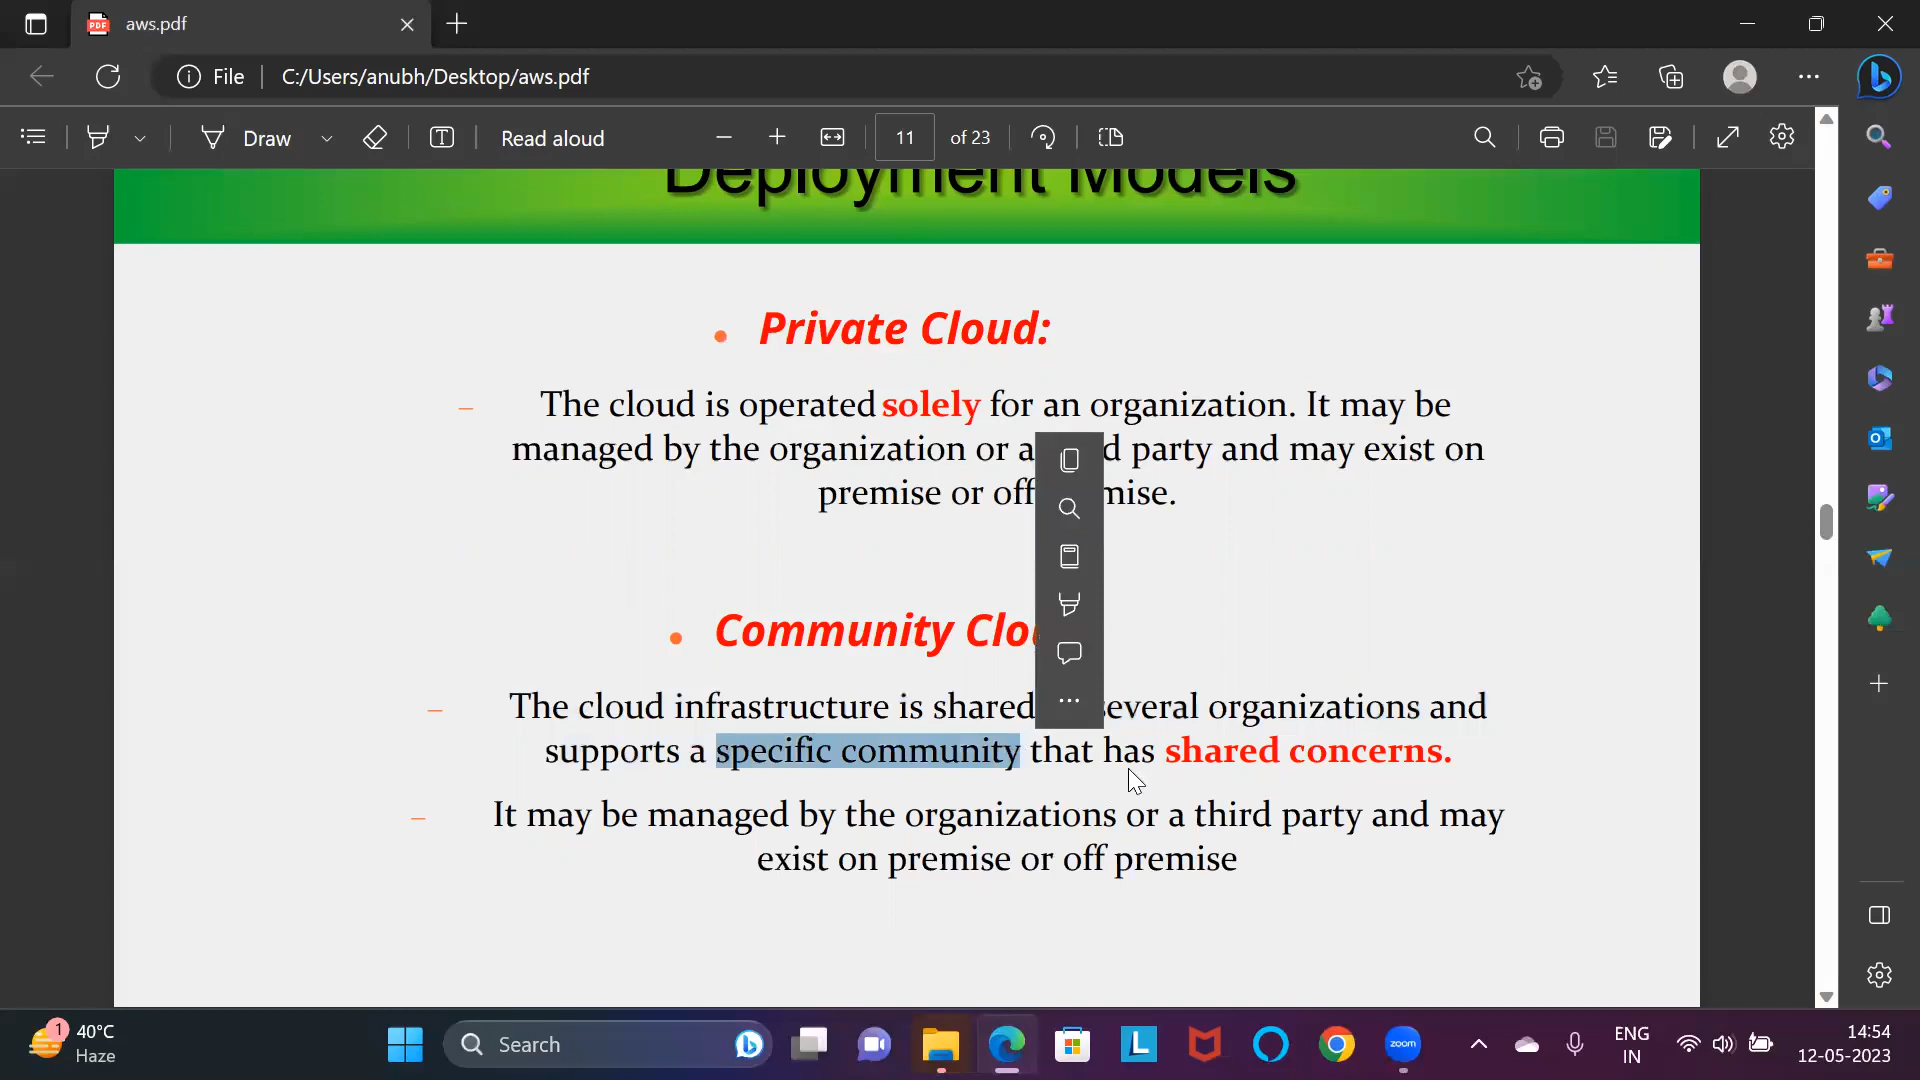 aws.pdf
File
C:/Users/anubh/Desktop/aws.pdf
Draw
Read aloud
11
of 23
Deployment Models
Private Cloud:
The cloud is operated solely for an organization. It may be
managed by the organization or a d party and may exist on
premise or off mise.
Community Clou
The cloud infrastructure is shared several organizations and
supports a specific community that has shared concerns.
It may be managed by the organizations or a third party and may
exist on premise or off premise
1
40°C
Haze
Search
L
zoom
ENG
IN
14:54
12-05-2023